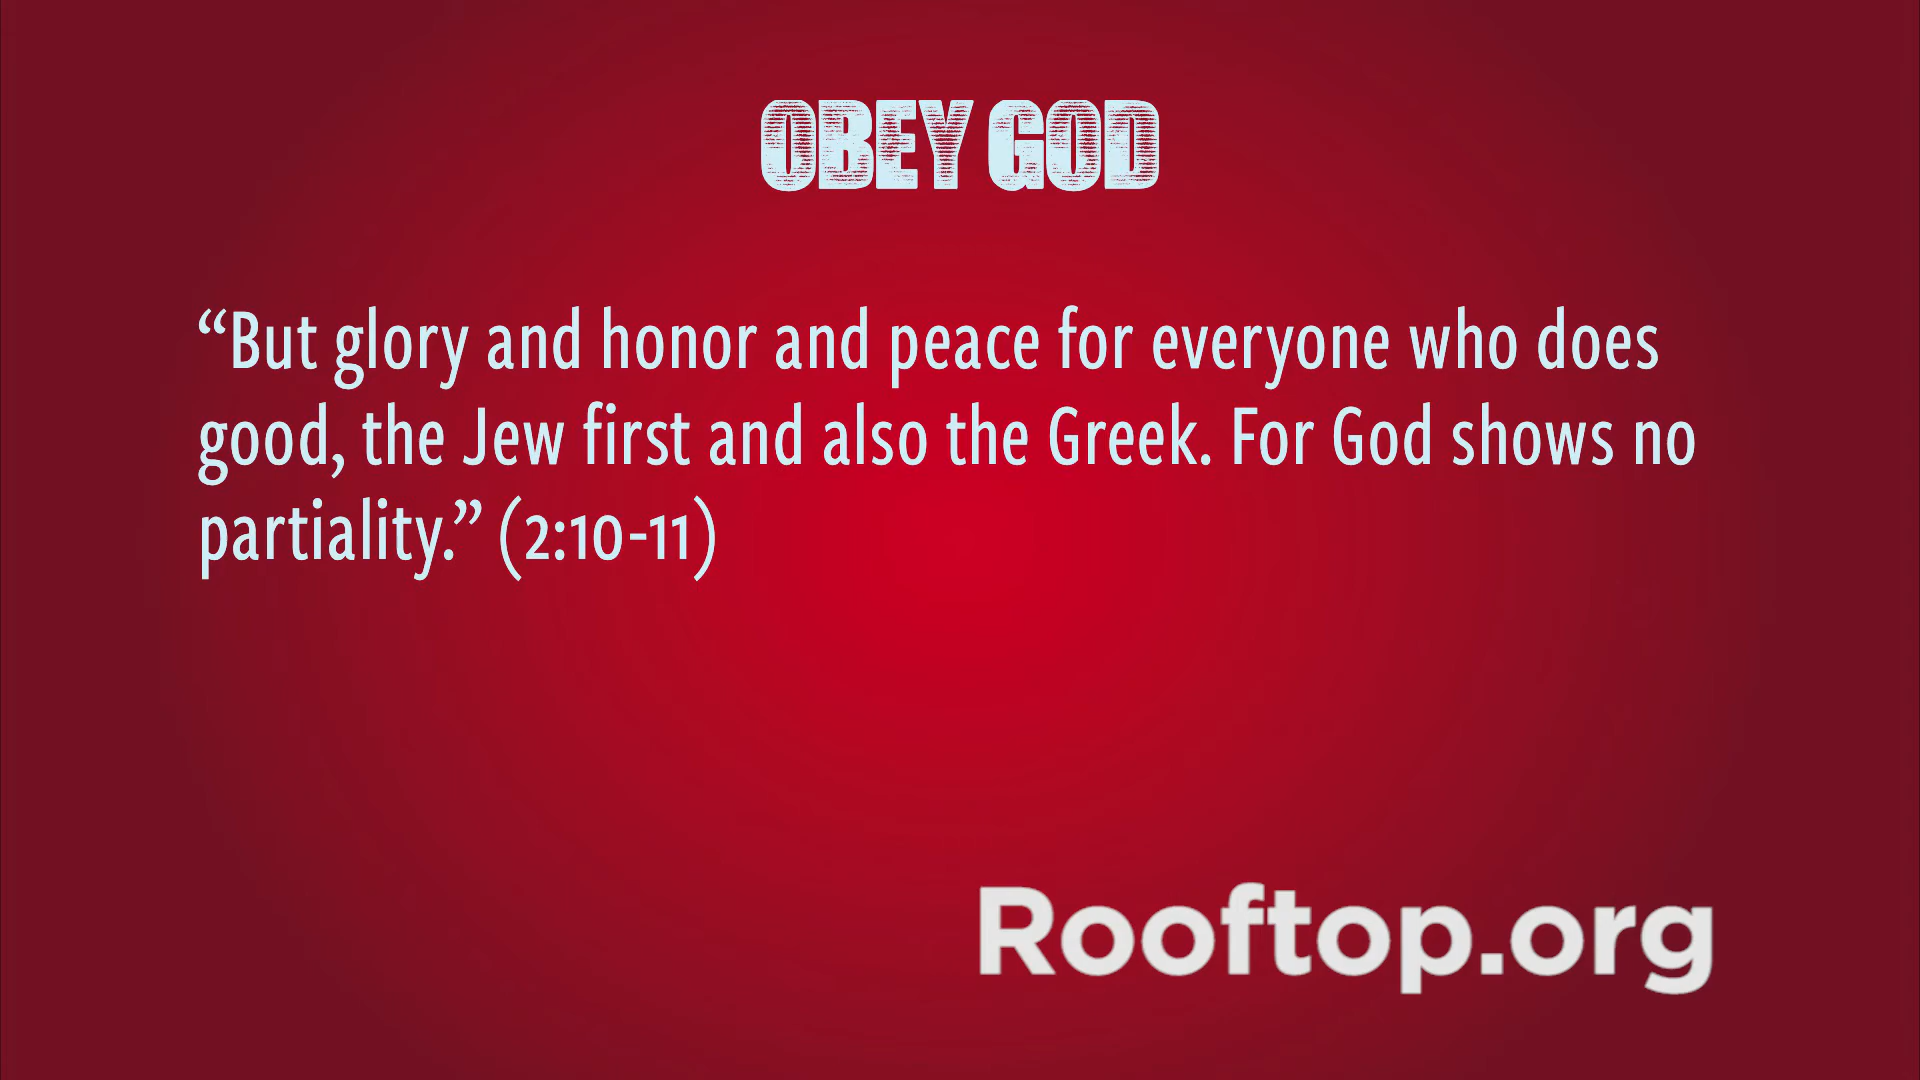 OBEY GOD
“But glory and honor and peace for everyone who does
good, the Jew first and also the Greek. For God shows no
partiality.” (2:10-11)
Rooftop.org